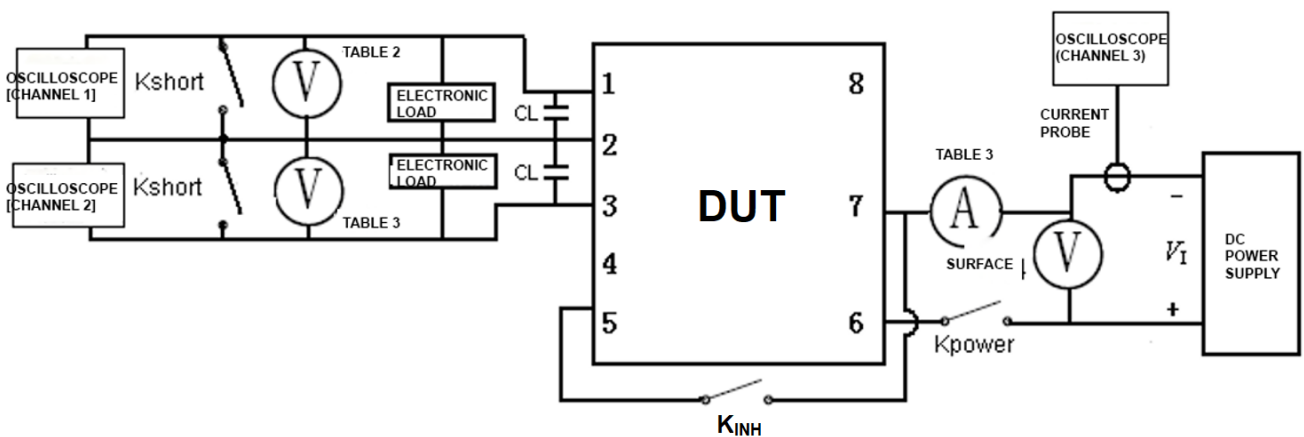 OSCILLOSCOPE
[CHANNEL 1]
Kshort
V
TABLE 2
ELECTRONIC
LOAD
CL
OSCILLOSCOPE
[CHANNEL 2]
Kshort
V
TABLE 3
ELECTRONIC
LOAD
CL
1
2
3
4
5
DUT
8
7
6
KINH
OSCILLOSCOPE
(CHANNEL 3)
CURRENT
PROBE
TABLE 3
A
SURFACE
V
Kpower
−
VI
+
DC
POWER
SUPPLY